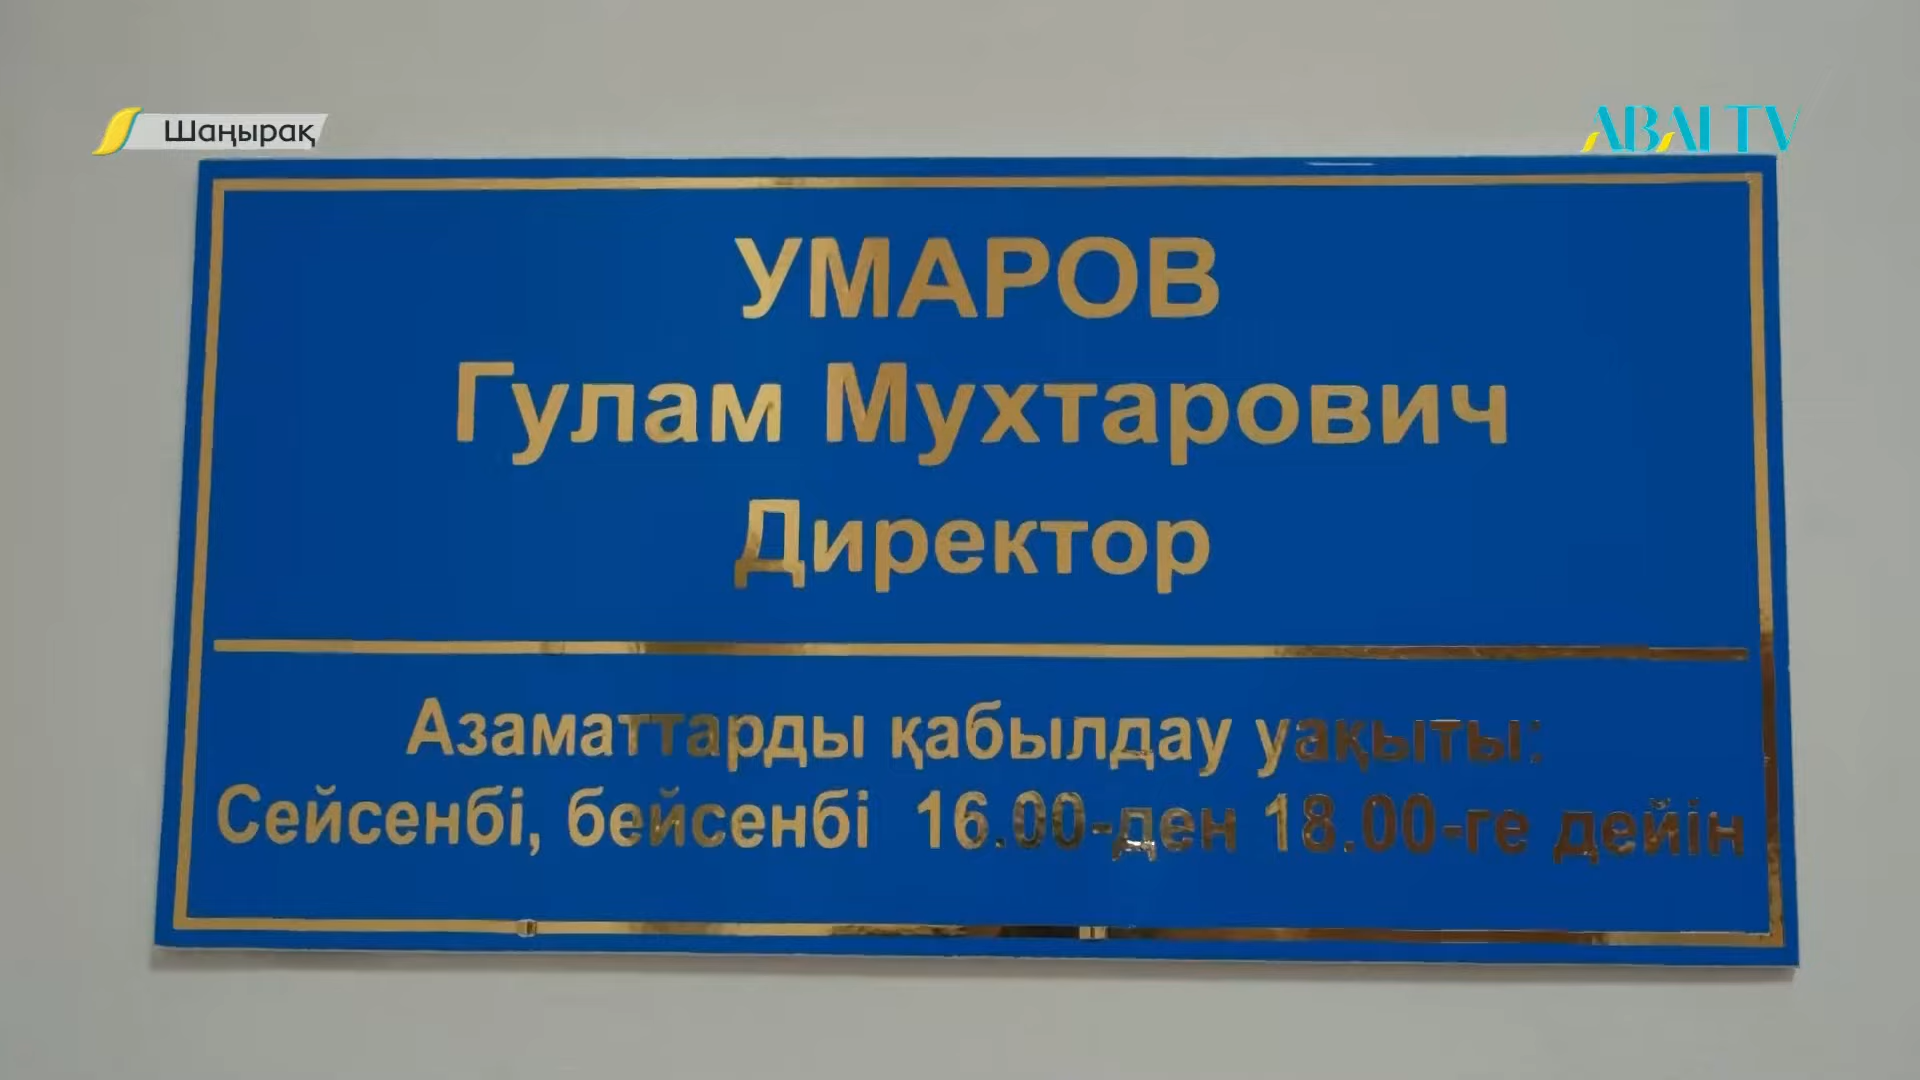 Шаңырақ
ABAI TV
УМАРОВ
Гулам Мухтарович
Директор
Азаматтарды қабылдау уақыты:
Сейсенбі, бейсенбі 16.00-ден 18.00-ге дейін